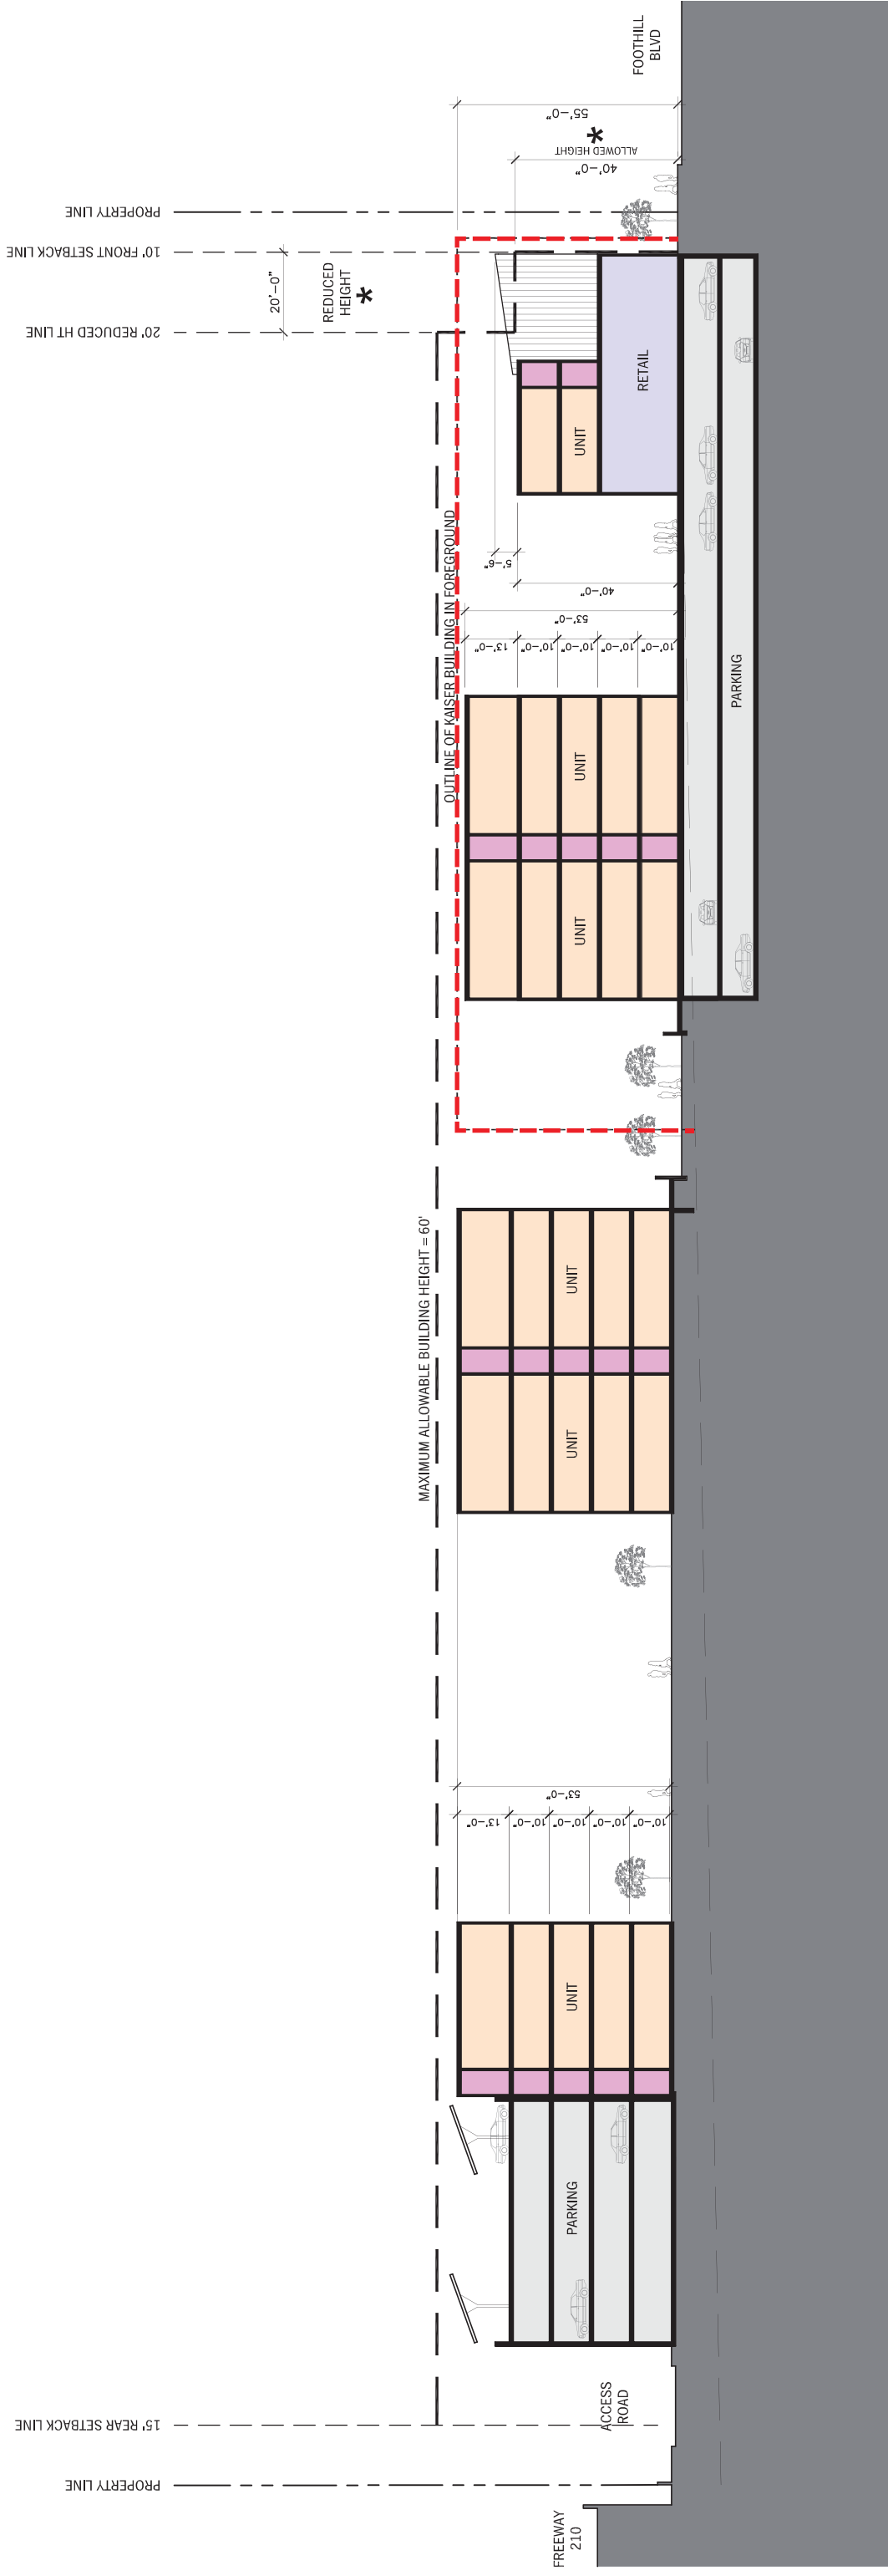 PROPERTY LINE
10' FRONT SETBACK LINE
20' REDUCED HT LINE
20'-0"
REDUCED
HEIGHT
*
FOOTHILL
BLVD
55'-0"
*
ALLOWED HEIGHT
40'-0"
RETAIL
UNIT
5'-6"
40'-0"
53'-0"
13'-0"
10'-0"
10'-0"
10'-0"
10'-0"
OUTLINE OF KAISER BUILDING IN FOREGROUND
UNIT
UNIT
PARKING
MAXIMUM ALLOWABLE BUILDING HEIGHT = 60'
UNIT
UNIT
53'-0"
13'-0"
10'-0"
10'-0"
10'-0"
10'-0"
UNIT
PARKING
ACCESS
ROAD
15' REAR SETBACK LINE
PROPERTY LINE
FREEWAY
210